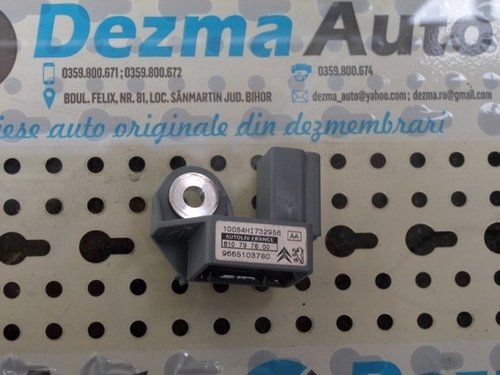 Dezma Auto
0359.800.671 ; 0359.800.672
0359.800.674
BDUL. FELIX, NR. 81, LOC. SÂNMARTIN JUD. BIHOR
dezma_auto@yahoo.com ; dezma.ro@gmail.com
iese auto originale din dezmembrari
10054H1732956
AUTOLIV FRANCE
AA
610 79 76 00
9665103780